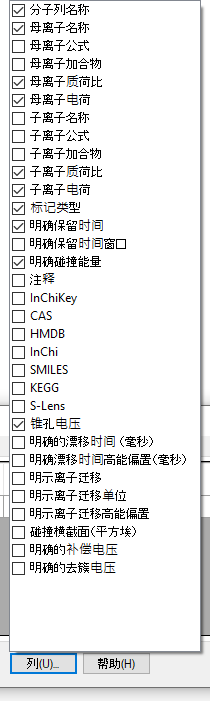 分子列名称
母离子名称
母离子公式
母离子加合物
母离子质荷比
母离子电荷
子离子名称
子离子公式
子离子加合物
子离子质荷比
子离子电荷
标记类型
明确保留时间
明确保留时间窗口
明确碰撞能量
注释
InChiKey
CAS
HMDB
InChi
SMILES
KEGG
S-Lens
锥孔电压
明确的漂移时间 (毫秒)
明确漂移时间高能偏置(毫秒)
明示离子迁移
明示离子迁移单位
明示离子迁移高能偏置
碰撞横截面(平方埃)
明确的补偿电压
明确的去簇电压
列(U)... 帮助(H)